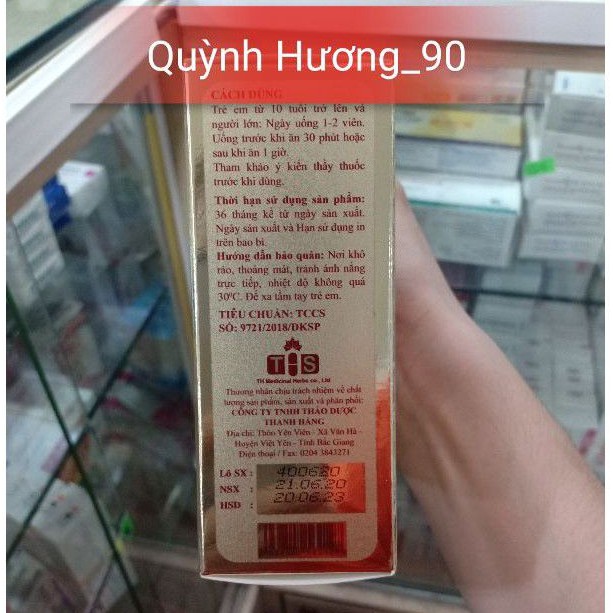 Quỳnh Hương_90
CÁCH DÙNG
Trẻ em từ 10 tuổi trở lên và
người lớn: Ngày uống 1-2 viên.
Uống trước khi ăn 30 phút hoặc
sau khi ăn 1 giờ.
Tham khảo ý kiến thầy thuốc
trước khi dùng.
Thời hạn sử dụng sản phẩm:
36 tháng kể từ ngày sản xuất.
Ngày sản xuất và Hạn sử dụng in
trên bao bì.
Hướng dẫn bảo quản: Nơi khô
ráo, thoáng mát, tránh ánh nắng
trực tiếp, nhiệt độ không quá
30ºC. Để xa tầm tay trẻ em.
TIÊU CHUẨN: TCCS
SỐ: 9721/2018/ĐKSP
THS
TH Medicinal Herbs co., Ltd
Thương nhân chịu trách nhiệm về chất
lượng sản phẩm, sản xuất và phân phối:
CÔNG TY TNHH THẢO DƯỢC
THANH HẰNG
Địa chỉ: Thôn Yên Viên - Xã Vân Hà -
Huyện Việt Yên - Tỉnh Bắc Giang
Điện thoại / Fax: 0204 3843271
Lô SX : 400620
NSX : 21.06.20
HSD : 20.06.23